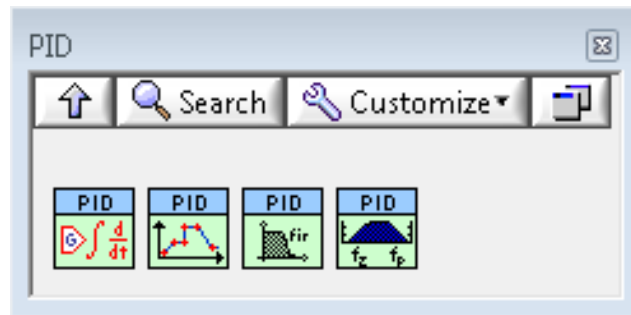 PID
Search Customize
PID PID PID PID
G ∫ d/dt fir fz fp